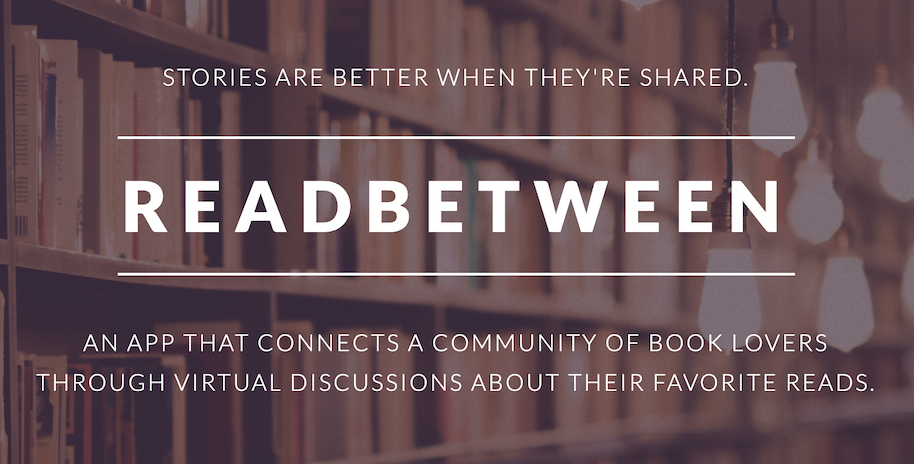 STORIES ARE BETTER WHEN THEY'RE SHARED.
READBETWEEN
AN APP THAT CONNECTS A COMMUNITY OF BOOK LOVERS
THROUGH VIRTUAL DISCUSSIONS ABOUT THEIR FAVORITE READS.